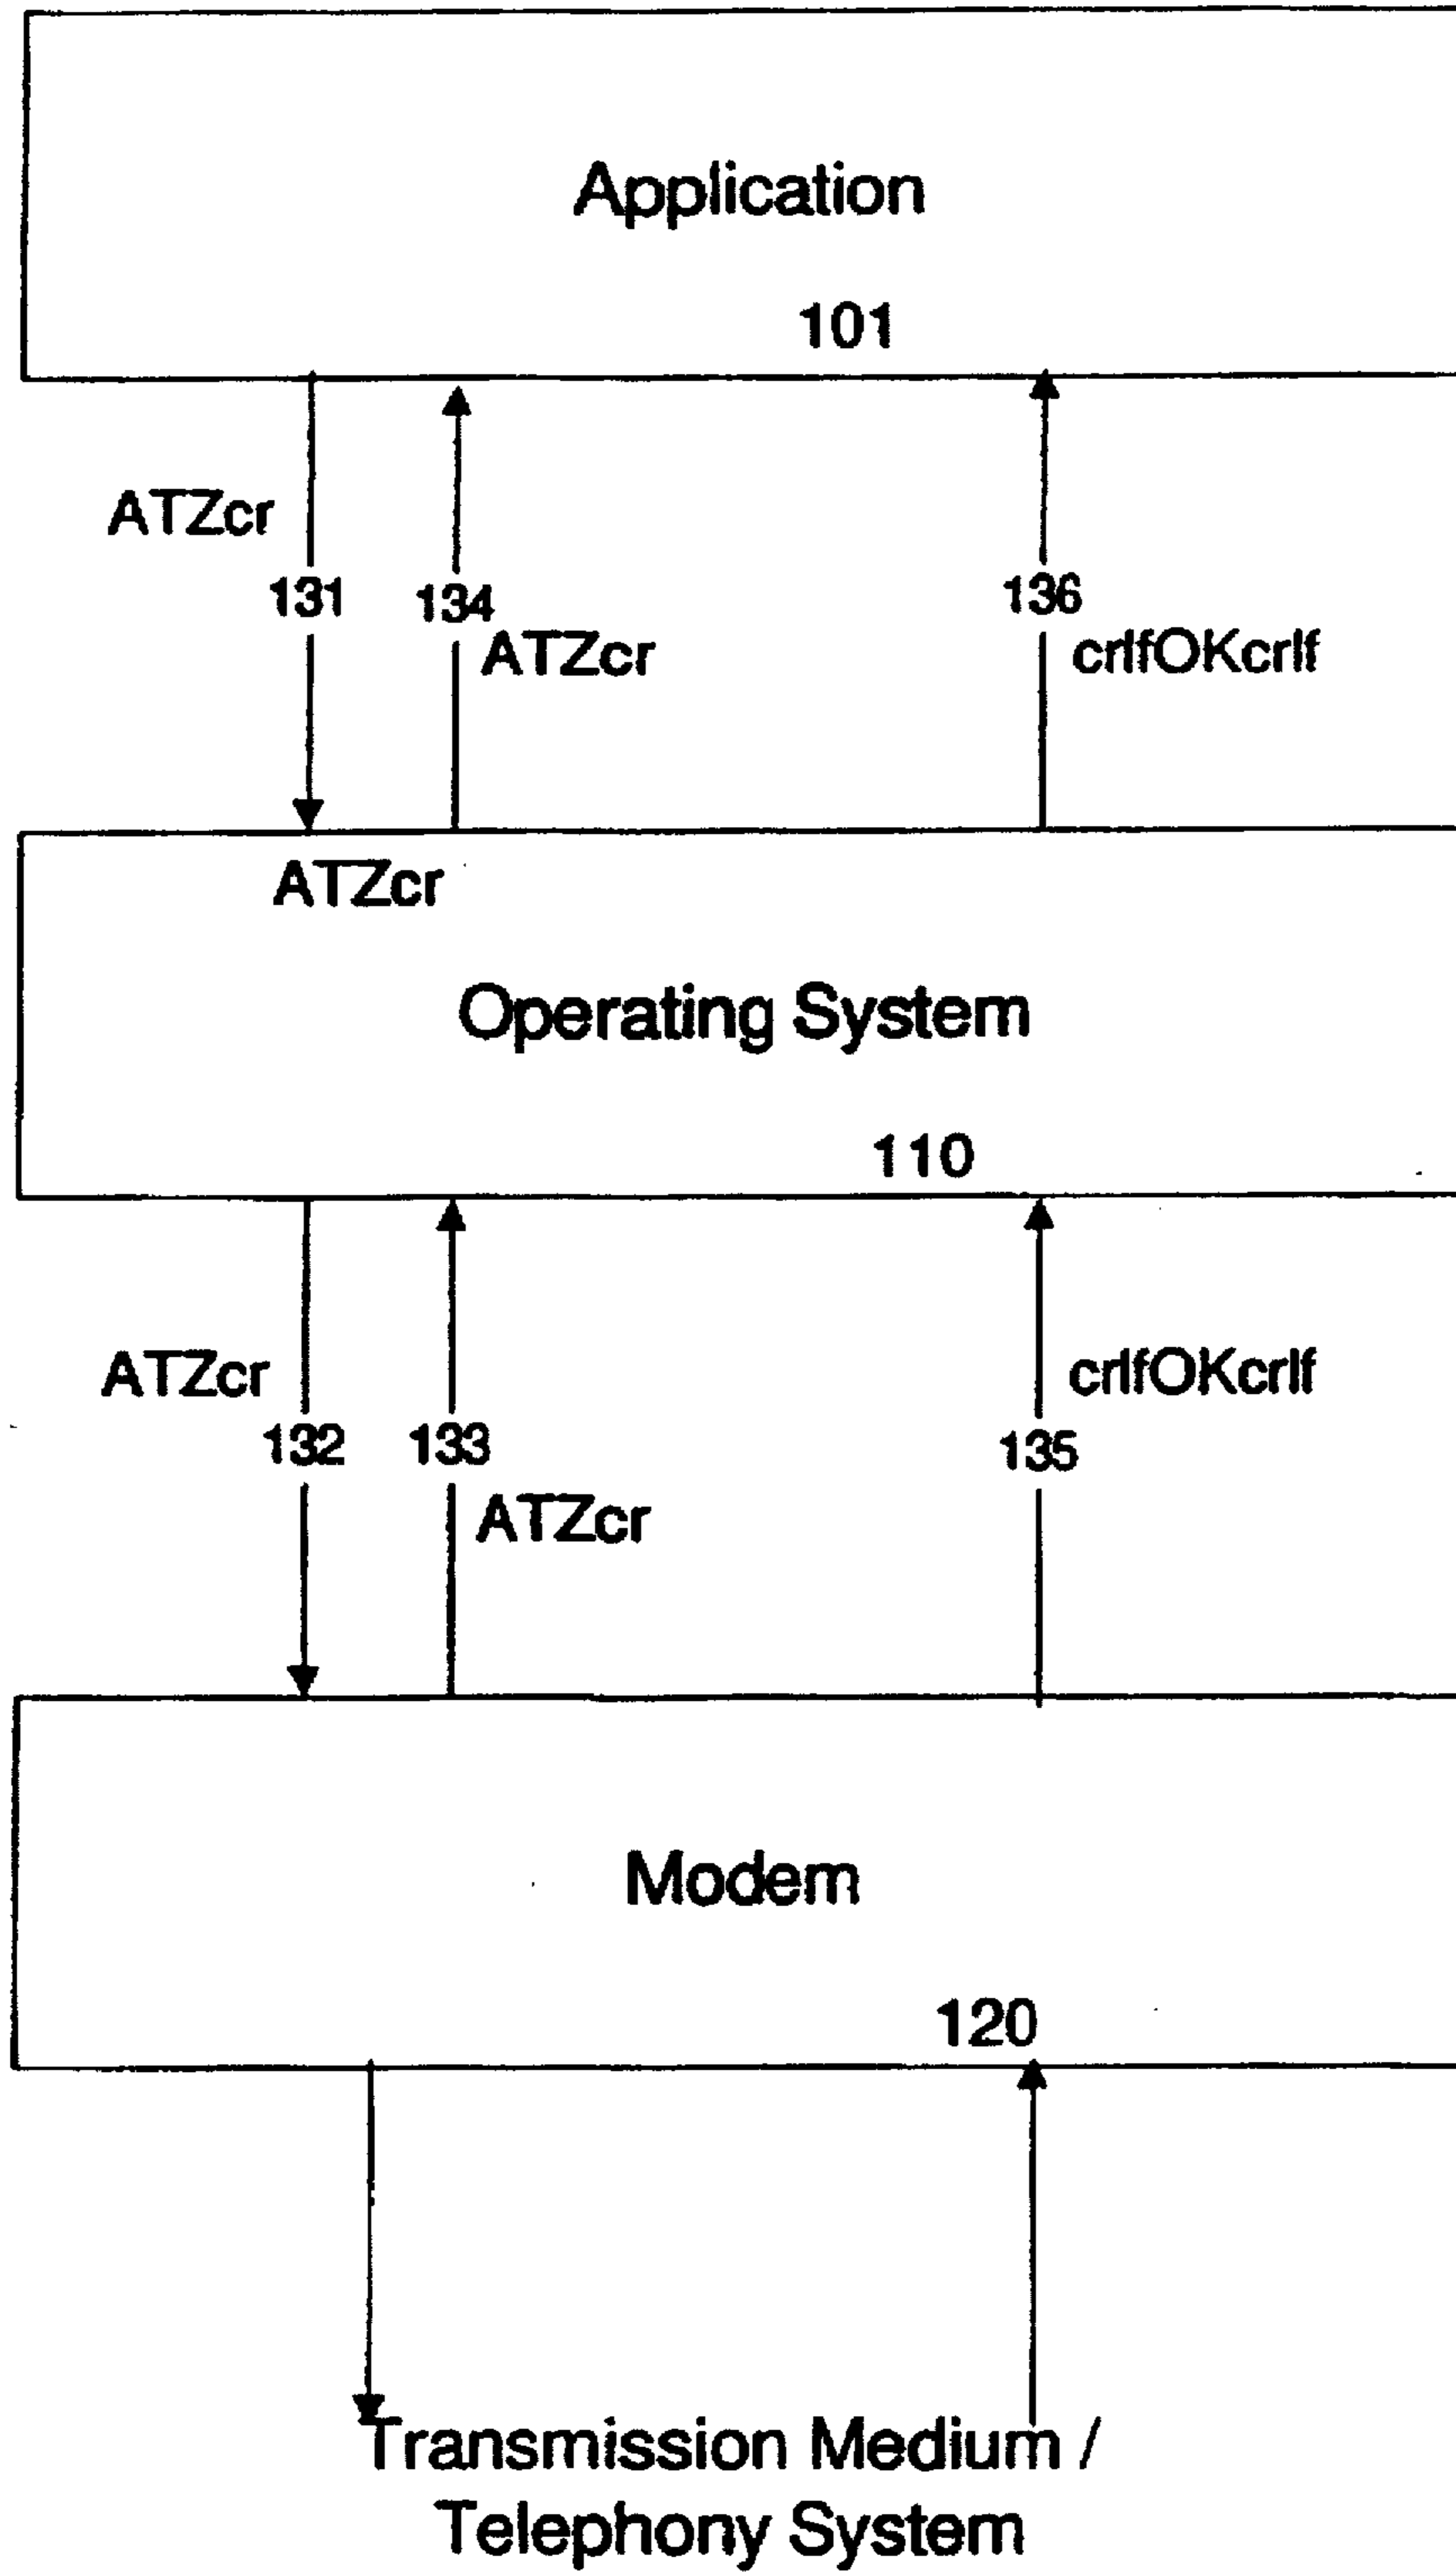 Application
101
ATZcr
131
134
ATZcr
136
crlfOKcrlf
ATZcr
Operating System
110
ATZcr
132
133
ATZcr
crlfOKcrlf
135
Modem
120
Transmission Medium /
Telephony System